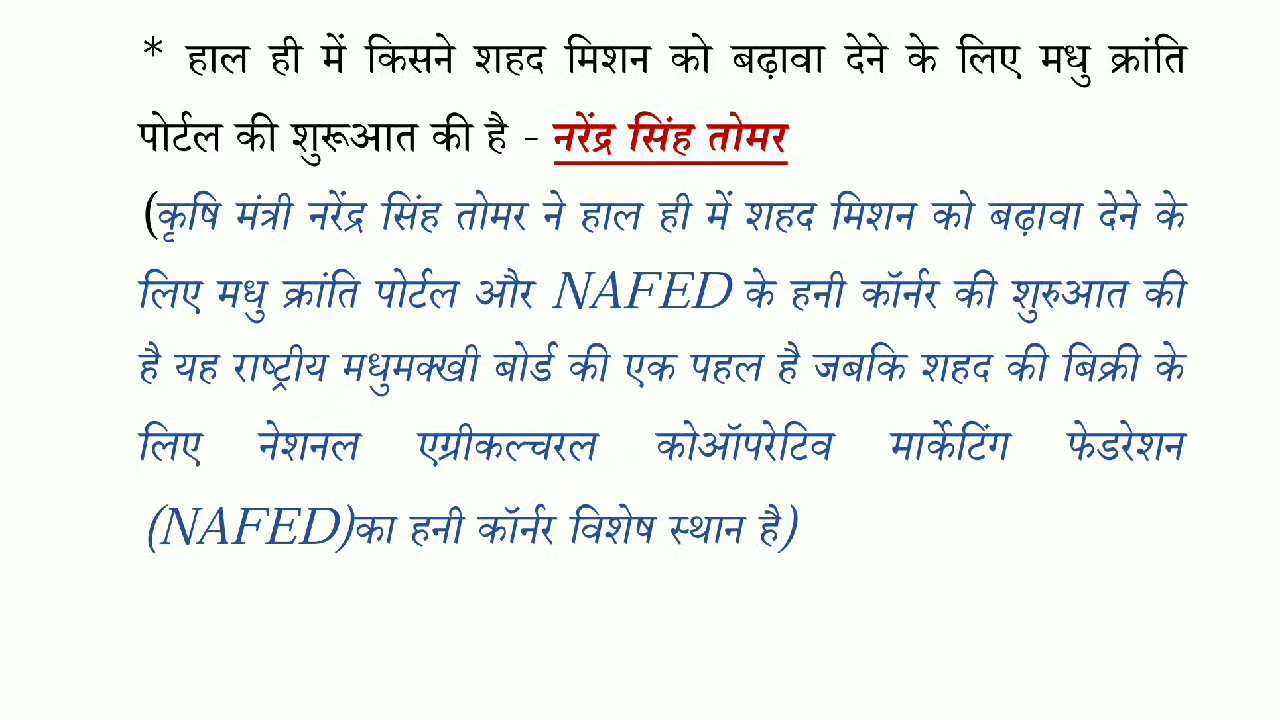 * हाल ही में किसने शहद मिशन को बढ़ावा देने के लिए मधु क्रांति
पोर्टल की शुरूआत की है - नरेंद्र सिंह तोमर
(कृषि मंत्री नरेंद्र सिंह तोमर ने हाल ही में शहद मिशन को बढ़ावा देने के
लिए मधु क्रांति पोर्टल और NAFED के हनी कॉर्नर की शुरुआत की
है यह राष्ट्रीय मधुमक्खी बोर्ड की एक पहल है जबकि शहद की बिक्री के
लिए नेशनल एग्रीकल्चरल कोऑपरेटिव मार्केटिंग फेडरेशन
(NAFED)का हनी कॉर्नर विशेष स्थान है)